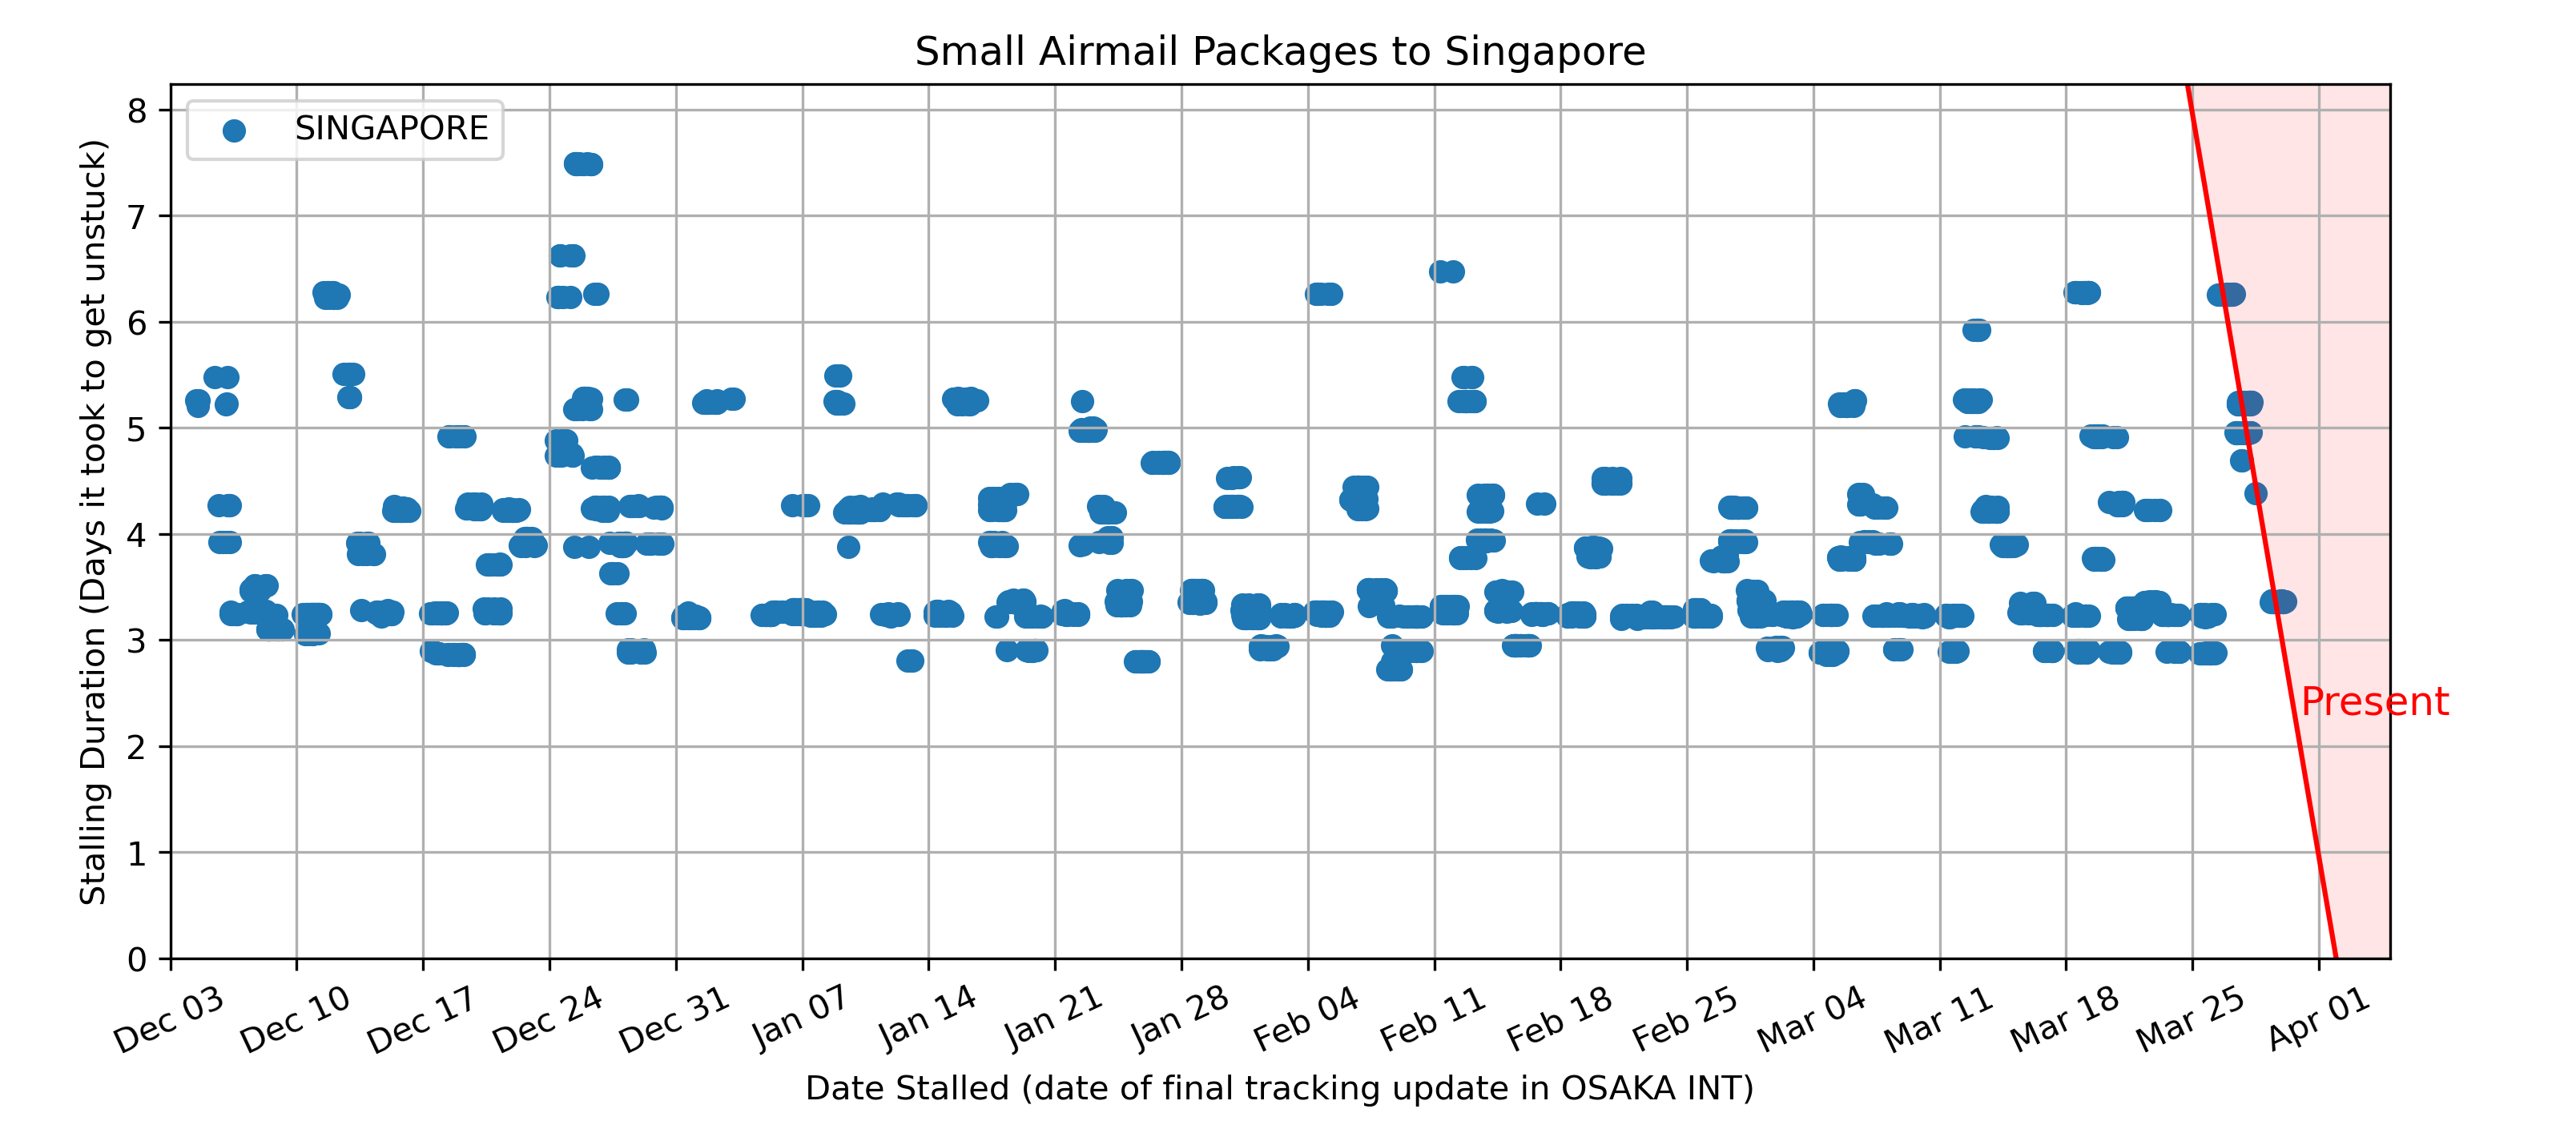 Small Airmail Packages to Singapore
SINGAPORE
Stalling Duration (Days it took to get unstuck)
8
7
6
5
4
3
2
1
0
Present
Dec 03 Dec 10 Dec 17 Dec 24 Dec 31 Jan 07 Jan 14 Jan 21 Jan 28 Feb 04 Feb 11 Feb 18 Feb 25 Mar 04 Mar 11 Mar 18 Mar 25 Apr 01
Date Stalled (date of final tracking update in OSAKA INT)